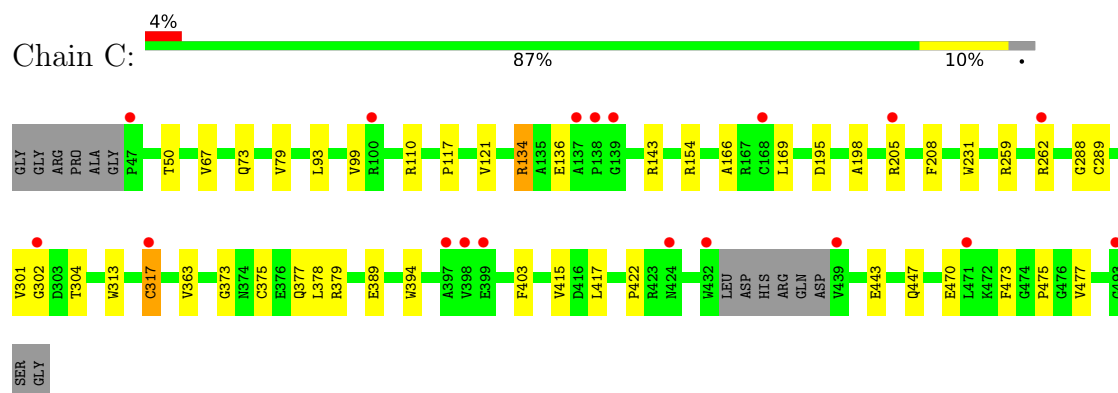 4%
Chain C:
87% 10% •
GLY GLY ARG PRO ALA GLY P47 T50 V67 Q73 V79 L93 V99 R100 R110 P117 V121 R134 A135 E136 A137 P138 G139 R143 R154 A166 R167 C168 L169 D195 A198 R205 F208 W231 R259 R262 G288 C289
V301 G302 D303 T304 W313 C317 V363 G373 N374 C375 E376 Q377 L378 R379 E389 W394 A397 V398 E399 F403 V415 D416 L417 P422 R423 N424 W432 LEU ASP HIS ARG GLN ASP V439 E443 Q447 E470 L471 K472 F473 G474 P475 G476 V477
SER GLY